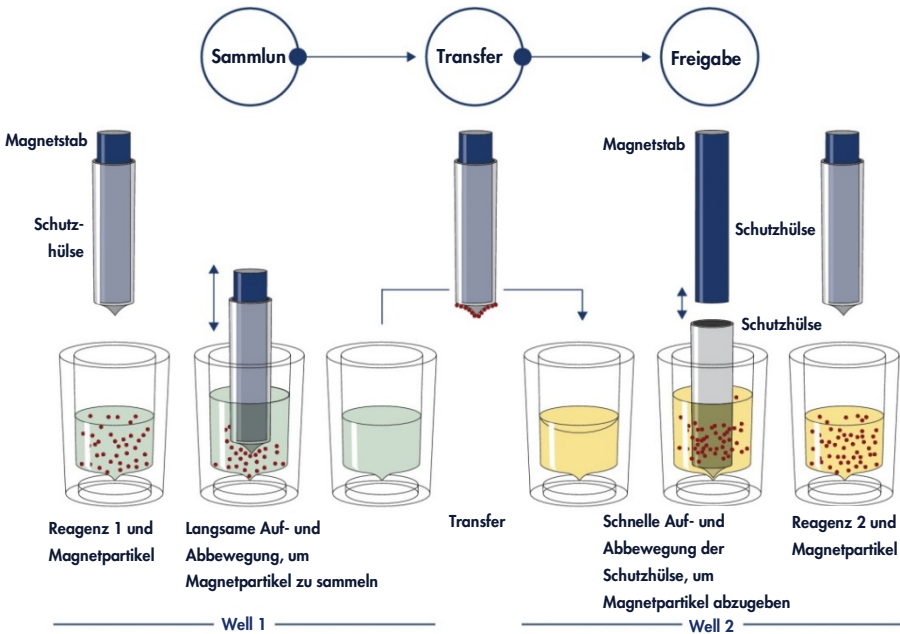 Sammlun
Transfer
Freigabe
Magnetstab
Schutz-
hülse
Magnetstab
Schutzhülse
Schutzhülse
Reagenz 1 und
Magnetpartikel
Langsame Auf- und
Abbewegung, um
Magnetpartikel zu sammeln
Transfer
Schnelle Auf- und
Abbewegung der
Schutzhülse, um
Magnetpartikel abzugeben
Reagenz 2 und
Magnetpartikel
Well 1
Well 2